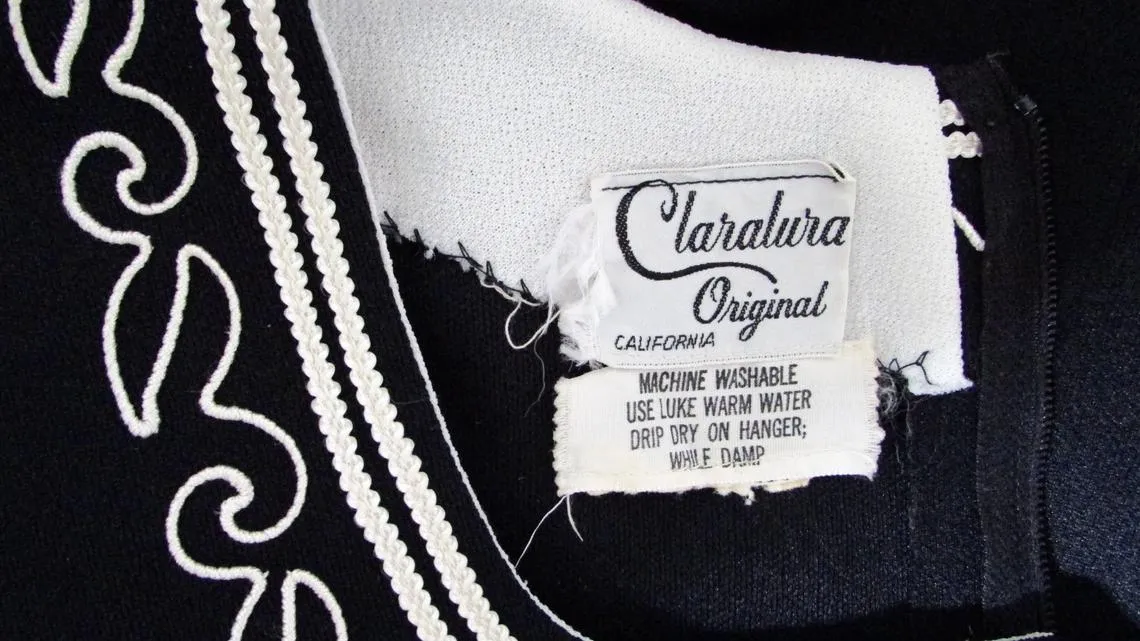 Claralura
Original
CALIFORNIA
MACHINE WASHABLE
USE LUKE WARM WATER
DRIP DRY ON HANGER;
WHILE DAMP